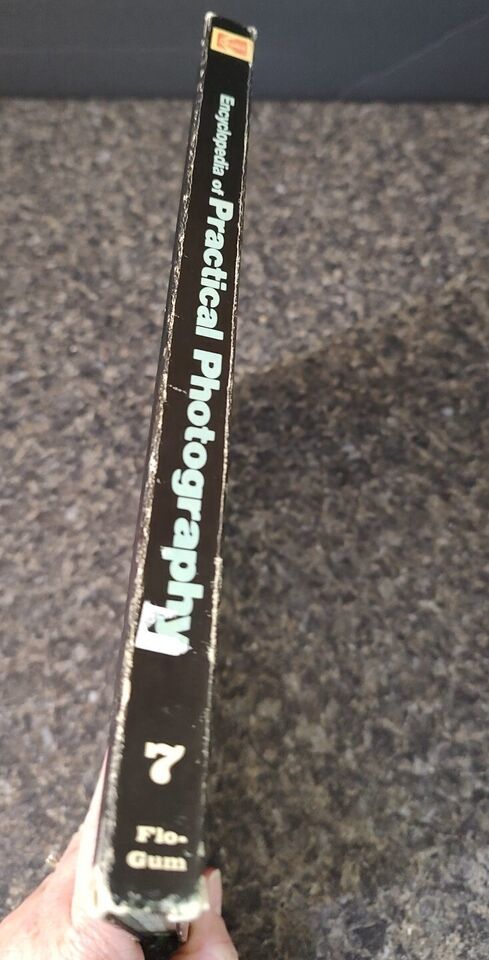 Encyclopedia of Practical Photography
7
Flo-
Gum